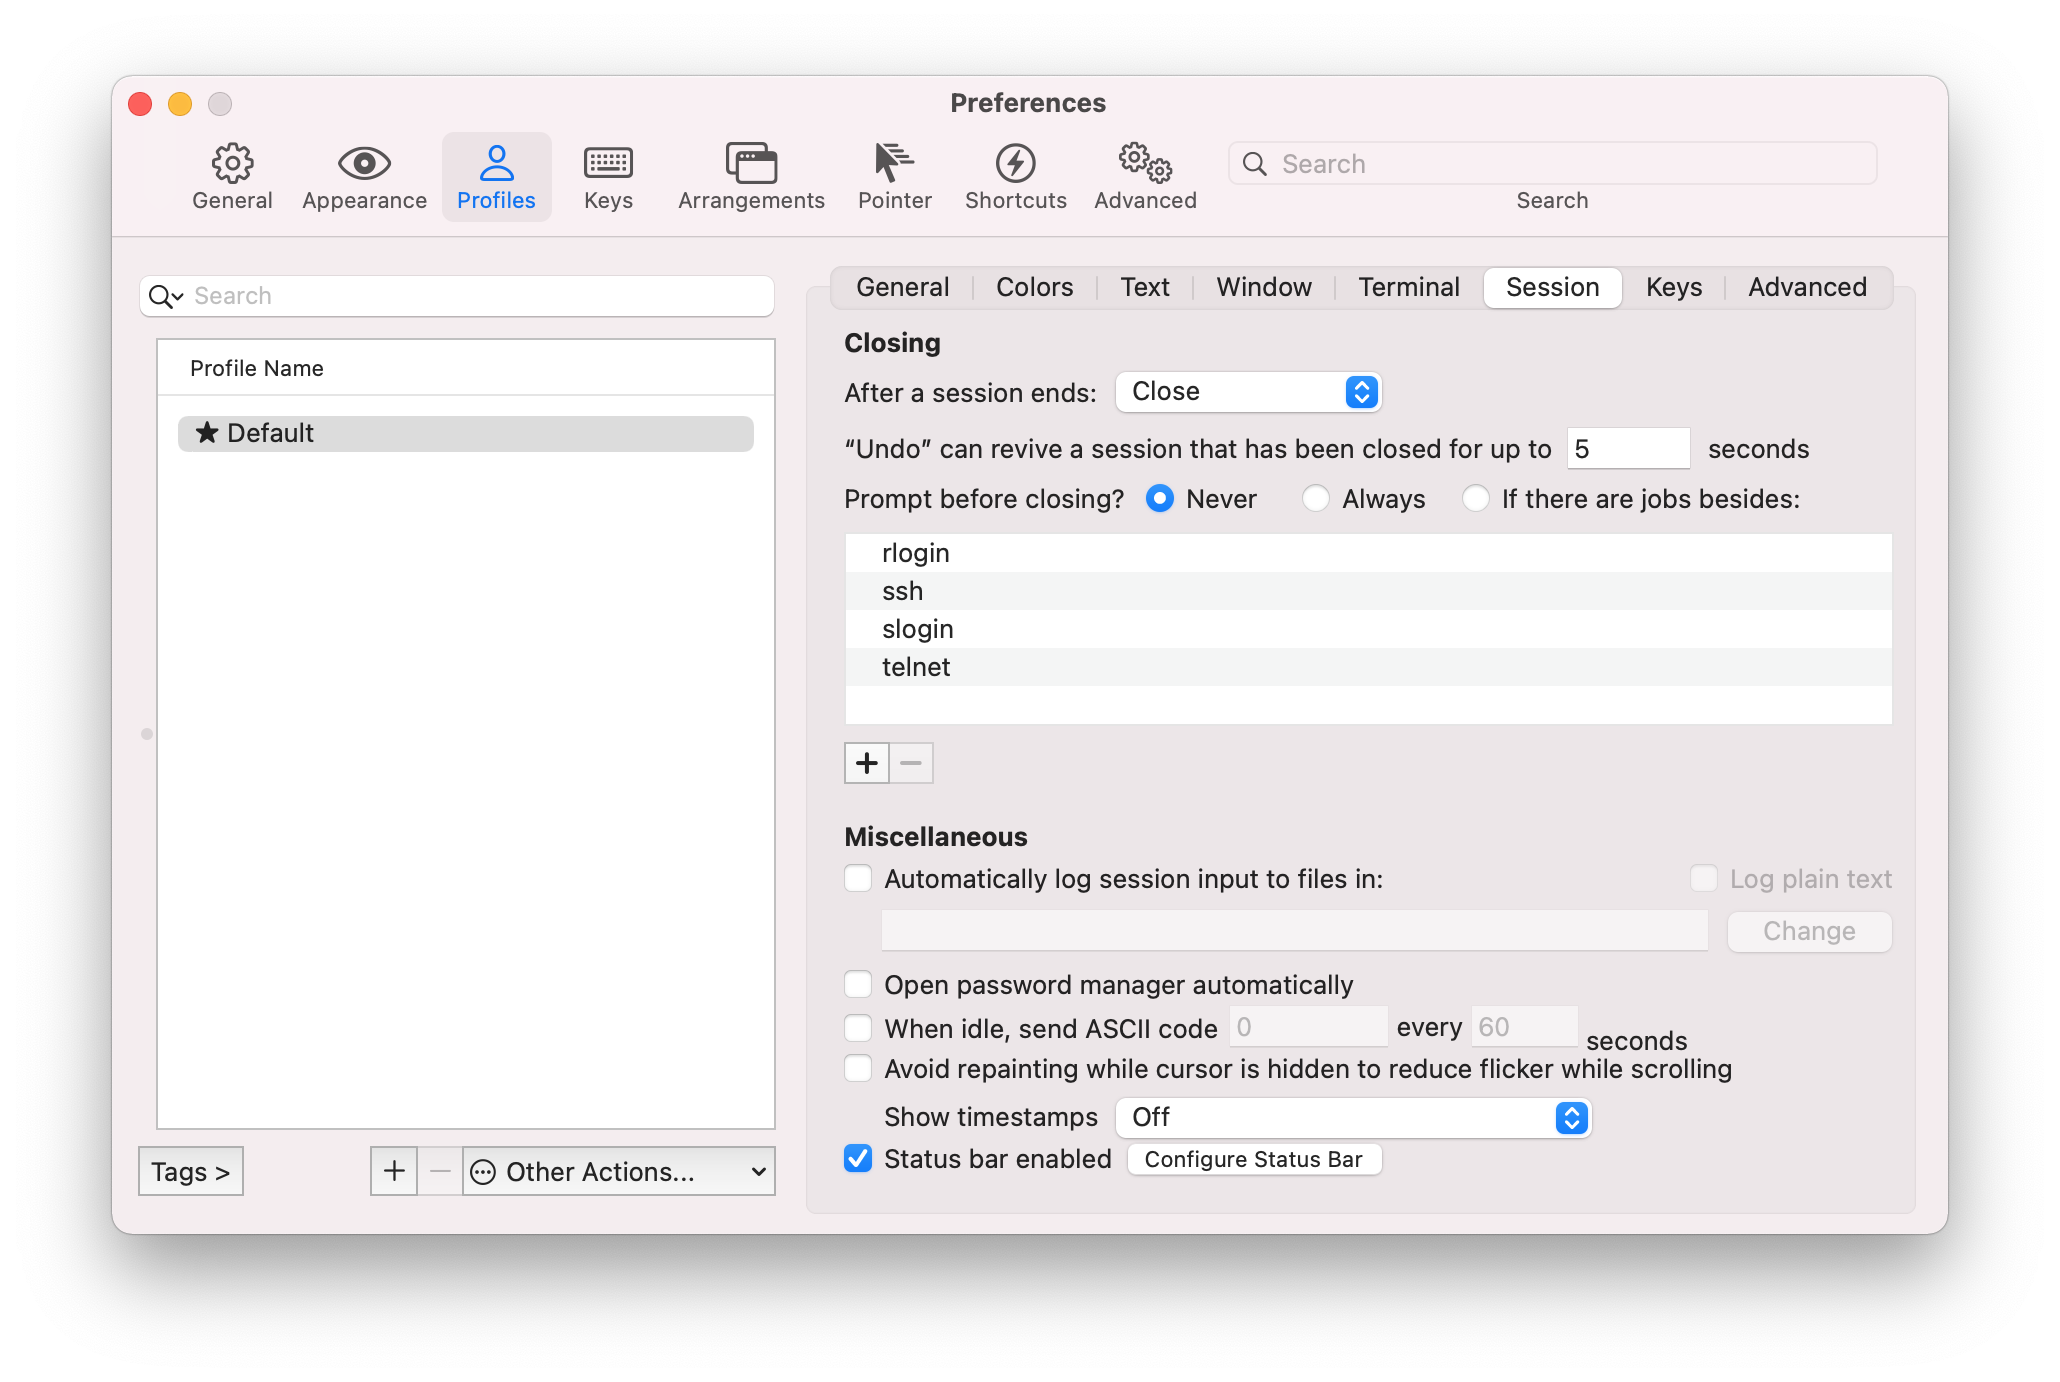 Preferences
General Appearance Profiles Keys Arrangements Pointer Shortcuts Advanced Search
Search
Search
Profile Name
★ Default
Tags >
+ − Other Actions...
General Colors Text Window Terminal Session Keys Advanced
Closing
After a session ends: Close
“Undo” can revive a session that has been closed for up to 5 seconds
Prompt before closing? Never Always If there are jobs besides:
rlogin
ssh
slogin
telnet
+ −
Miscellaneous
Automatically log session input to files in: Log plain text
Change
Open password manager automatically
When idle, send ASCII code 0 every 60 seconds
Avoid repainting while cursor is hidden to reduce flicker while scrolling
Show timestamps Off
Status bar enabled Configure Status Bar